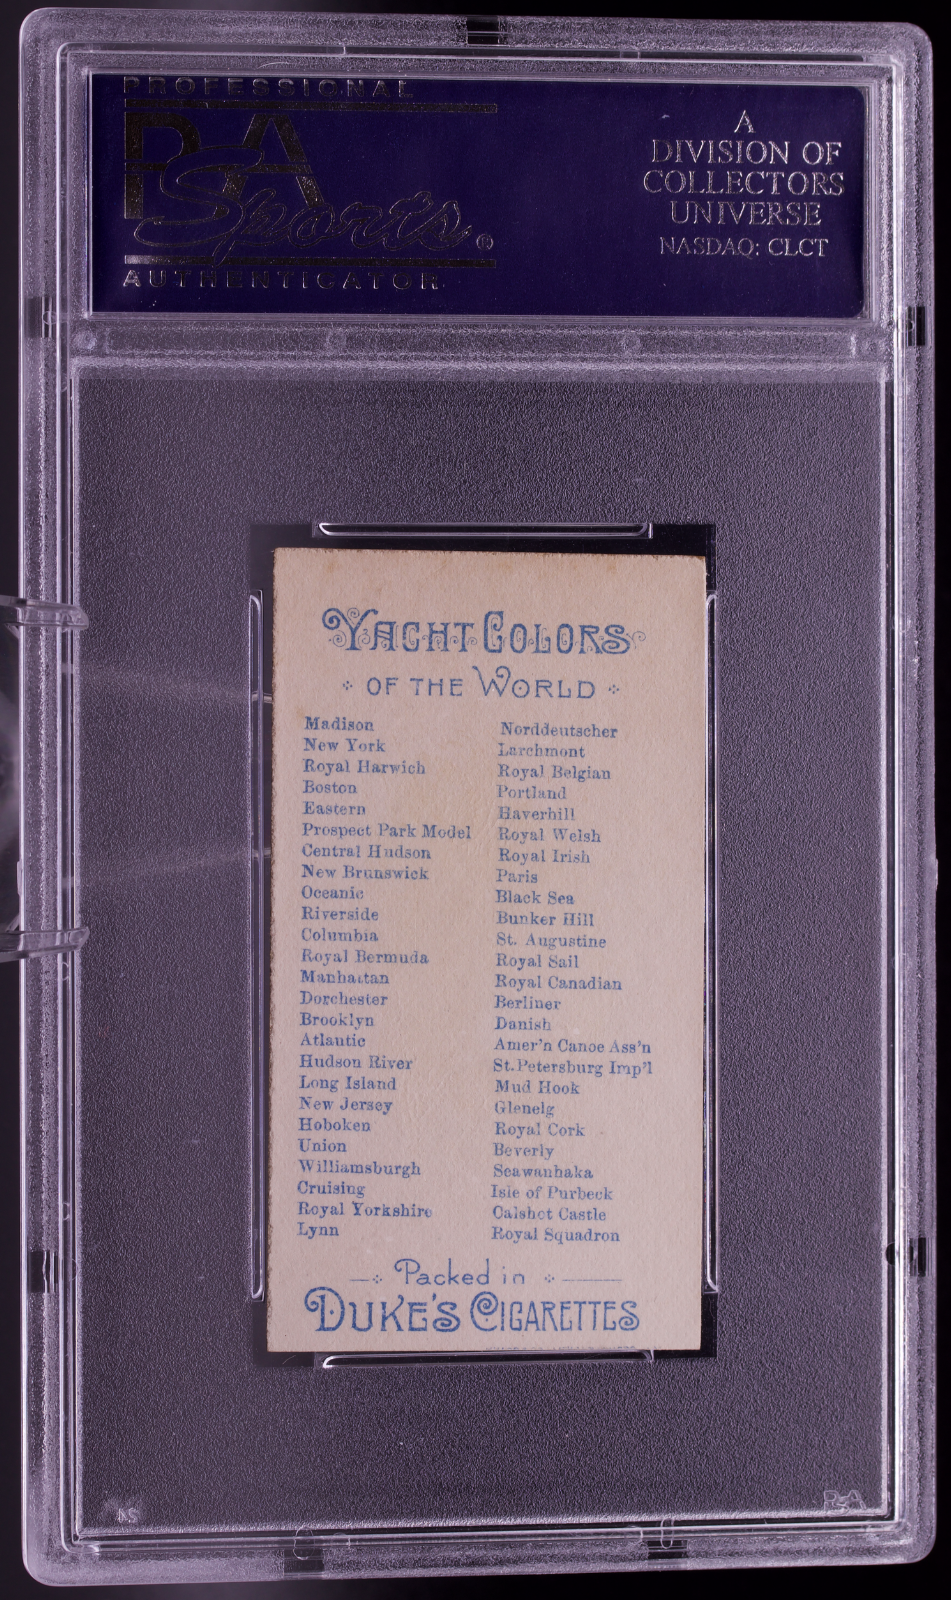 PROFESSIONAL
PSA
Sports®
AUTHENTICATOR
A
DIVISION OF
COLLECTORS
UNIVERSE
NASDAQ: CLCT
YACHT COLORS
OF THE WORLD
Madison
New York
Royal Harwich
Boston
Eastern
Prospect Park Model
Central Hudson
New Brunswick
Oceanic
Riverside
Columbia
Royal Bermuda
Manhattan
Dorchester
Brooklyn
Atlantic
Hudson River
Long Island
New Jersey
Hoboken
Union
Williamsburgh
Cruising
Royal Yorkshire
Lynn
Norddeutscher
Larchmont
Royal Belgian
Portland
Haverhill
Royal Welsh
Royal Irish
Paris
Black Sea
Bunker Hill
St. Augustine
Royal Sail
Royal Canadian
Berliner
Danish
Amer'n Canoe Ass'n
St. Petersburg Imp'l
Mud Hook
Glenelg
Royal Cork
Beverly
Seawanhaka
Isle of Purbeck
Calshot Castle
Royal Squadron
Packed in
DUKE'S CIGARETTES
PSA